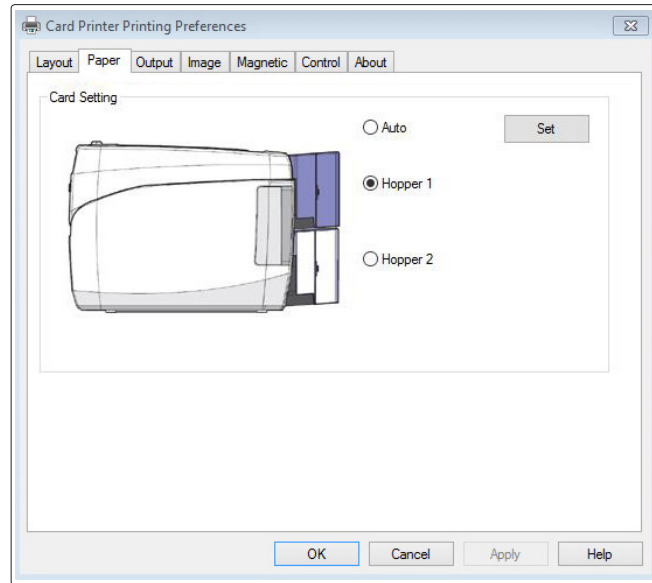 Card Printer Printing Preferences
Layout Paper Output Image Magnetic Control About
Card Setting
Auto Set
Hopper 1
Hopper 2
OK Cancel Apply Help